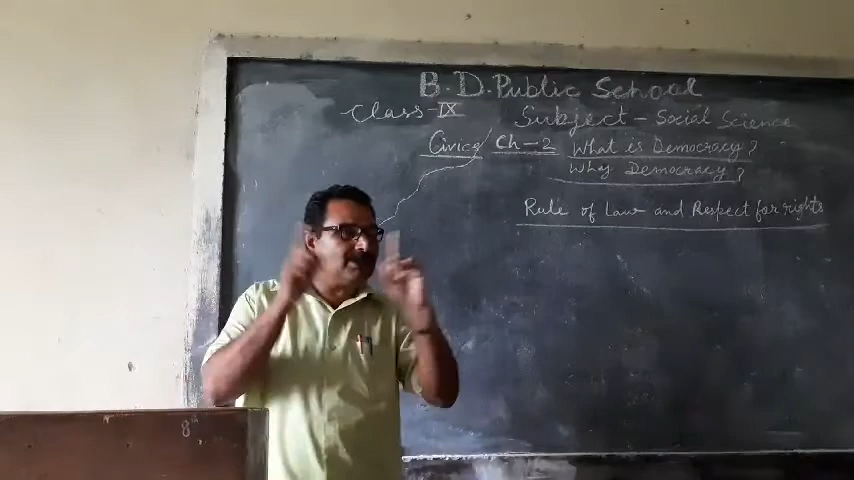 B.D.Public School
Class-IX Subject - Social Science
Civics Ch-2 What is Democracy?
Why Democracy?
Rule of Law and Respect for rights
8th